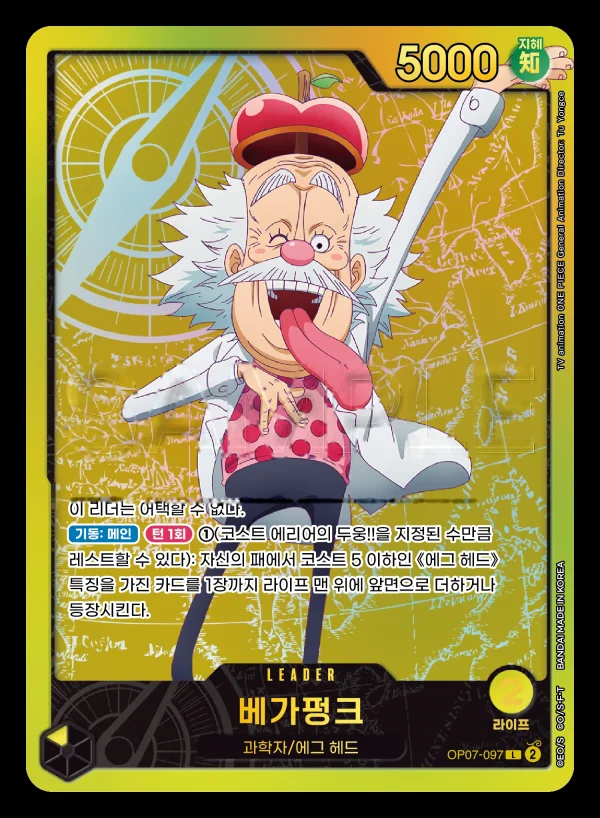 5000
지혜
知
TV animation ONE PIECE General Animation Director: Tu Yongce
SAMPLE
이 리더는 어택할 수 없다.
기동: 메인 턴 1회 ①(코스트 에리어의 두웅!!을 지정된 수만큼
레스트할 수 있다): 자신의 패에서 코스트 5 이하인 《에그 헤드》
특징을 가진 카드를 1장까지 라이프 맨 위에 앞면으로 더하거나
등장시킨다.
BANDAI MADE IN KOREA
©EO/S ©O/S·F·T
LEADER
베가펑크
2
라이프
과학자/에그 헤드
OP07-097 L 2